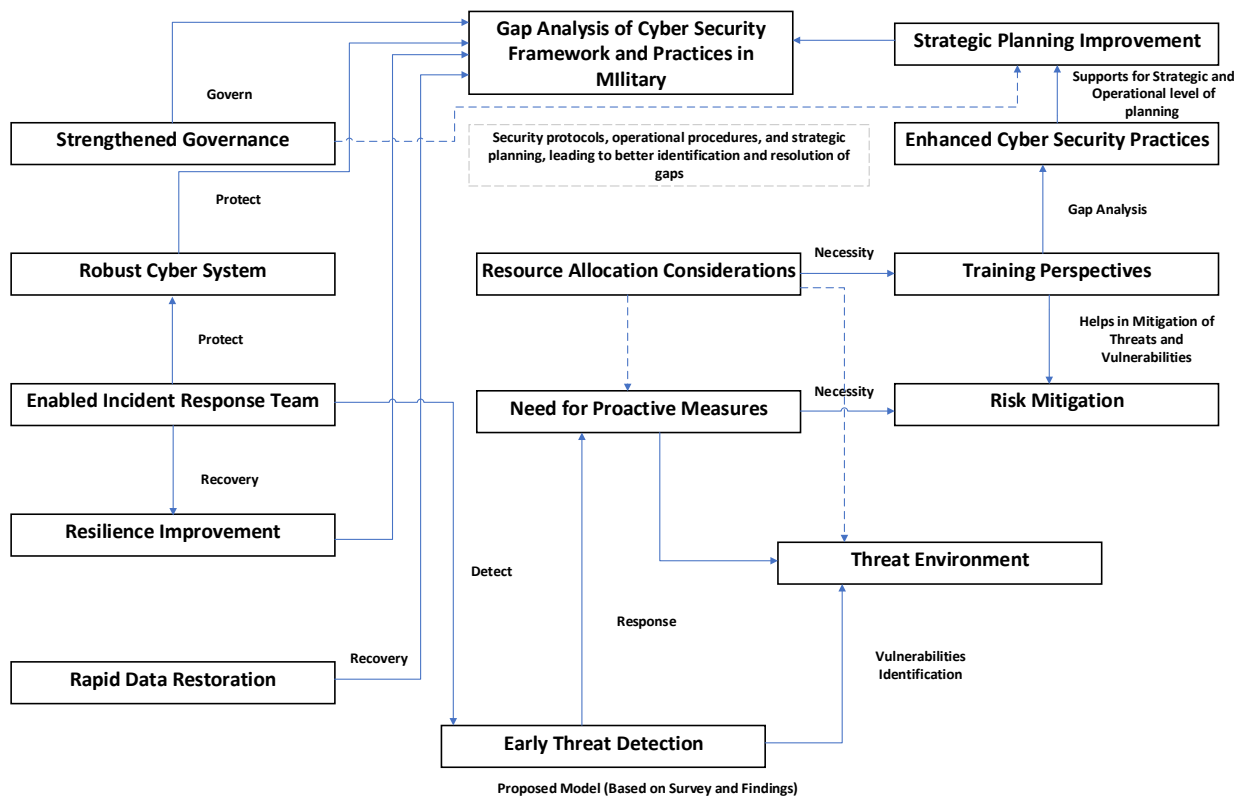 Gap Analysis of Cyber Security
Framework and Practices in
MIlitary
Strategic Planning Improvement
Supports for Strategic and
Operational level of
planning
Govern
Strengthened Governance
Security protocols, operational procedures, and strategic
planning, leading to better identification and resolution of
gaps
Enhanced Cyber Security Practices
Protect
Gap Analysis
Robust Cyber System
Resource Allocation Considerations
Necessity
Training Perspectives
Protect
Helps in Mitigation of
Threats and
Vulnerabilities
Enabled Incident Response Team
Need for Proactive Measures
Necessity
Risk Mitigation
Recovery
Resilience Improvement
Threat Environment
Detect
Response
Recovery
Rapid Data Restoration
Vulnerabilities
Identification
Early Threat Detection
Proposed Model (Based on Survey and Findings)